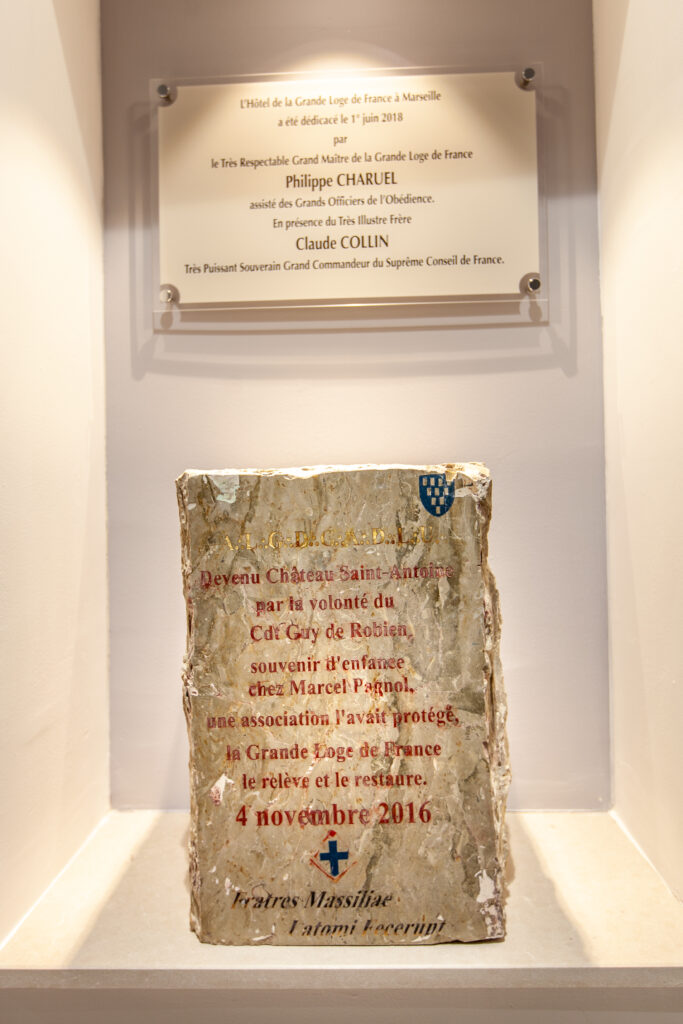 L'Hôtel de la Grande Loge de France à Marseille
a été dédicacé le 1° juin 2018
par
le Très Respectable Grand Maître de la Grande Loge de France
Philippe CHARUEL
assisté des Grands Officiers de l'Obédience.
En présence du Très Illustre Frère
Claude COLLIN
Très Puissant Souverain Grand Commandeur du Suprême Conseil de France.
A∴L∴G∴D∴G∴A∴D∴L∴U∴
Devenu Château Saint-Antoine
par la volonté du
Cdt Guy de Robien,
souvenir d'enfance
chez Marcel Pagnol,
une association l'avait protégé,
la Grande Loge de France
le relève et le restaure.
4 novembre 2016
Fratres Massiliae
Latomi Fecerunt